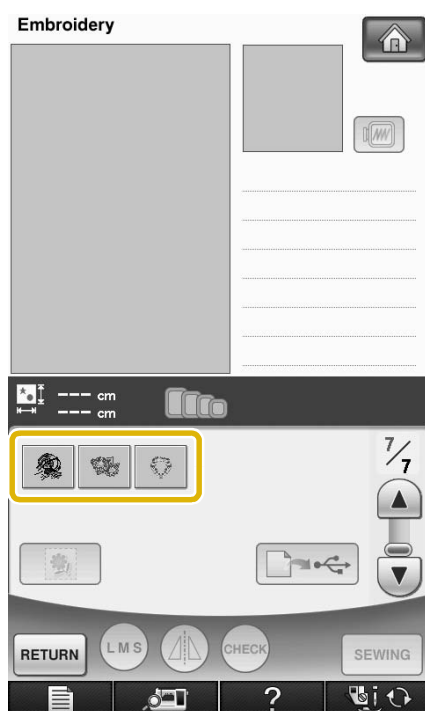 Embroidery
--- cm
--- cm
7/7
RETURN
LMS
CHECK
SEWING
?